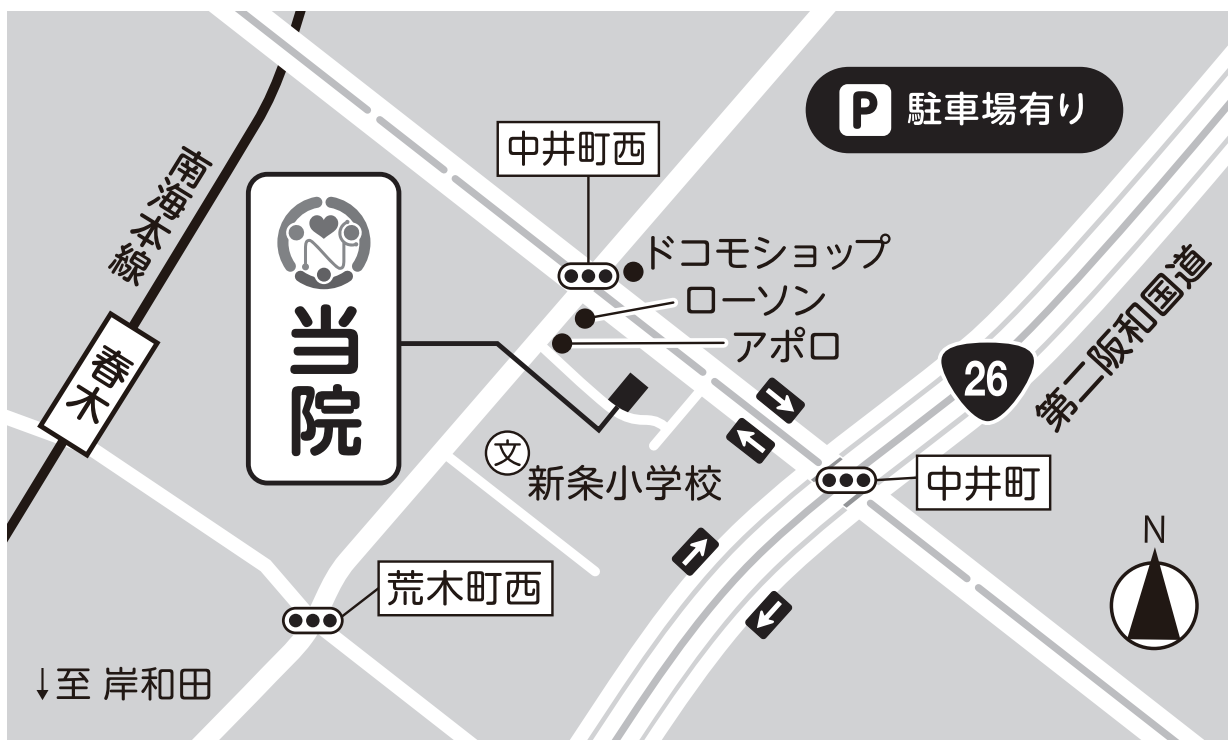 P 駐車場有り
中井町西
南海本線
ドコモショップ
ローソン
アポロ
第二阪和国道
26
当院
春木
文
新条小学校
中井町
N
荒木町西
↓至 岸和田